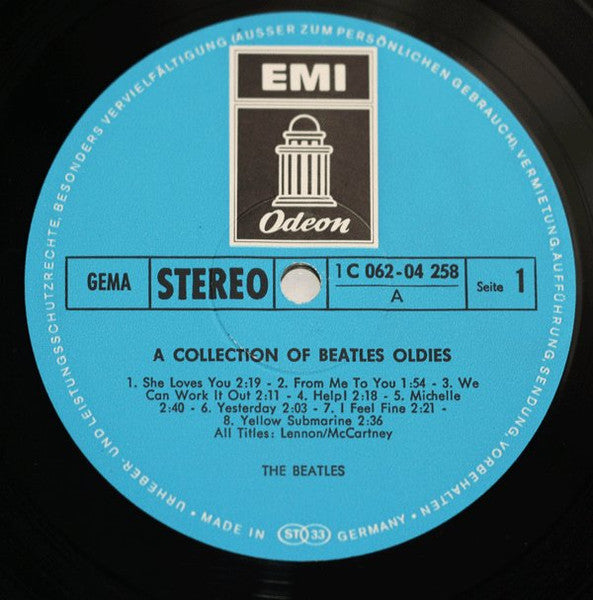 EMI
Odeon
GEMA
STEREO
1 C 062-04 258
A
Seite 1
A COLLECTION OF BEATLES OLDIES
1. She Loves You 2:19 - 2. From Me To You 1:54 - 3. We
Can Work It Out 2:11 - 4. Help! 2:18 - 5. Michelle
2:40 - 6. Yesterday 2:03 - 7. I Feel Fine 2:21 -
8. Yellow Submarine 2:36
All Titles: Lennon/McCartney
THE BEATLES
URHEBER- UND LEISTUNGSSCHUTZRECHTE, BESONDERS VERVIELFÄLTIGUNG (AUSSER ZUM PERSÖNLICHEN GEBRAUCH), VERMIETUNG, AUFFÜHRUNG, SENDUNG, VORBEHALTEN
• MADE IN ST 33 GERMANY •